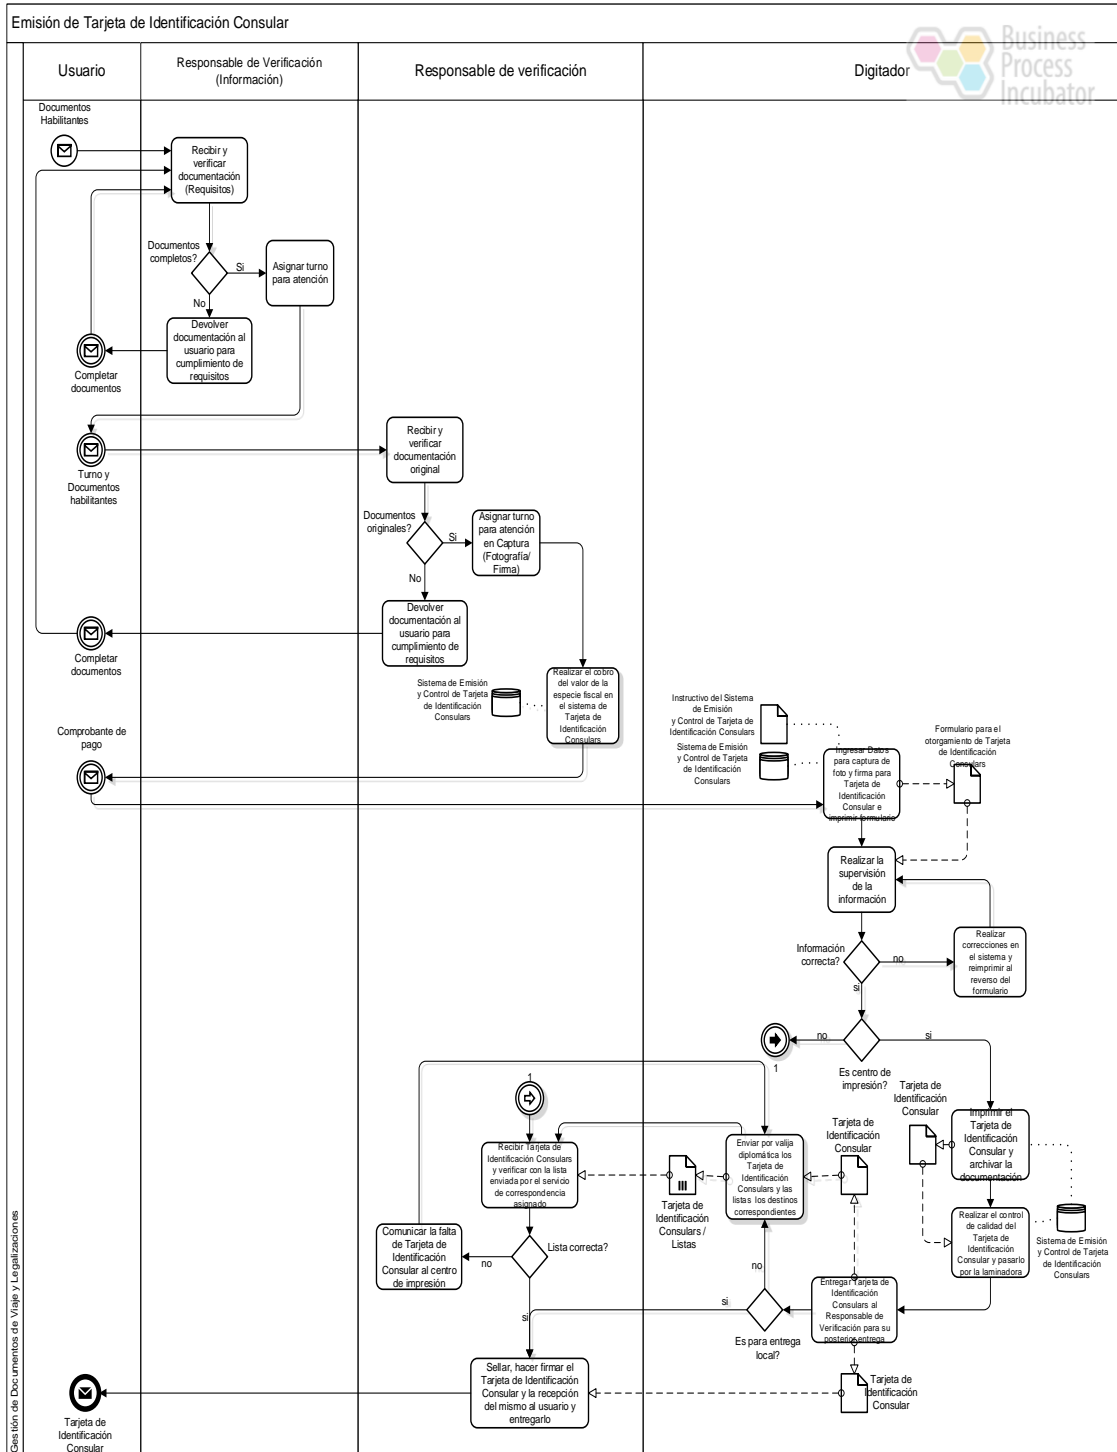 Emisión de Tarjeta de Identificación Consular
Business
Process
Incubator
Usuario
Responsable de Verificación
(Información)
Responsable de verificación
Digitador
Gestión de Documentos de Viaje y Legalizaciones
Documentos
Habilitantes
Recibir y
verificar
documentación
(Requisitos)
Documentos
completos?
Si
Asignar turno
para atención
No
Devolver
documentación al
usuario para
cumplimiento de
requisitos
Completar
documentos
Turno y
Documentos
habilitantes
Recibir y
verificar
documentación
original
Documentos
originales?
Si
Asignar turno
para atención
en Captura
(Fotografía/
Firma)
No
Devolver
documentación al
usuario para
cumplimiento de
requisitos
Completar
documentos
Sistema de Emisión
y Control de Tarjeta
de Identificación
Consulars
Realizar el cobro
del valor de la
especie fiscal en
el sistema de
Tarjeta de
Identificación
Consulars
Comprobante de
pago
Instructivo del Sistema
de Emisión
y Control de Tarjeta de
Identificación Consulars
Sistema de Emisión
y Control de Tarjeta
de Identificación
Consulars
Ingresar Datos
para captura de
foto y firma para
Tarjeta de
Identificación
Consular e
imprimir formulario
Formulario para el
otorgamiento de Tarjeta
de Identificación
Consulars
Realizar la
supervisión
de la
información
Información
correcta?
no
Realizar
correcciones en
el sistema y
reimprimir al
reverso del
formulario
si
no
si
1
Es centro de
impresión?
1
Tarjeta de
Identificación
Consular
Imprimir el
Tarjeta de
Identificación
Consular y
archivar la
documentación
Recibir Tarjeta de
Identificación Consulars
y verificar con la lista
enviada por el servicio
de correspondencia
asignado
Tarjeta de
Identificación
Consulars /
Listas
Enviar por valija
diplomática los
Tarjeta de
Identificación
Consulars y las
listas los destinos
correspondientes
Tarjeta de
Identificación
Consular
Realizar el control
de calidad del
Tarjeta de
Identificación
Consular y pasarlo
por la laminadora
Sistema de Emisión
y Control de Tarjeta
de Identificación
Consulars
Comunicar la falta
de Tarjeta de
Identificación
Consular al centro
de impresión
no
Lista correcta?
si
no
si
Es para entrega
local?
Entregar Tarjeta de
Identificación
Consulars al
Responsable de
Verificación para su
posterior entrega
Sellar, hacer firmar el
Tarjeta de Identificación
Consular y la recepción
del mismo al usuario y
entregarlo
Tarjeta de
Identificación
Consular
Tarjeta de
Identificación
Consular